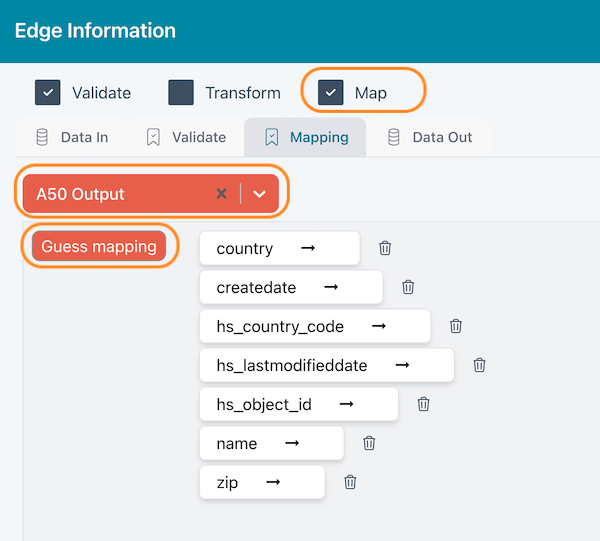 Edge Information
Validate Transform Map
Data In Validate Mapping Data Out
A50 Output
Guess mapping country →
createdate →
hs_country_code →
hs_lastmodifieddate →
hs_object_id →
name →
zip →